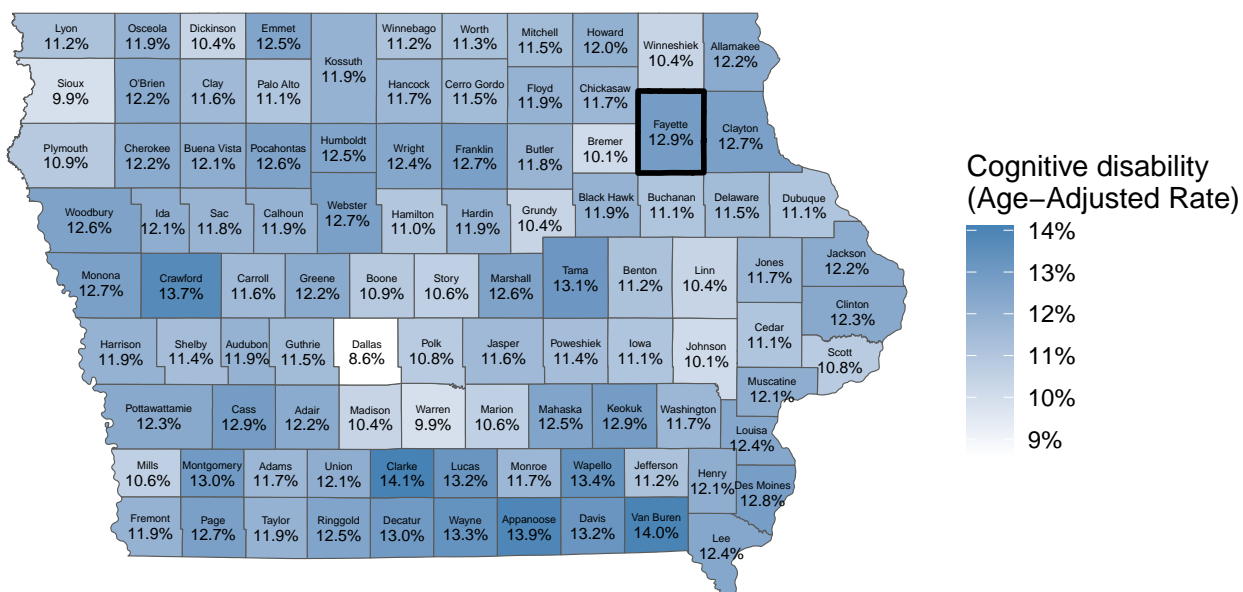 Lyon
11.2%
Osceola
11.9%
Dickinson
10.4%
Emmet
12.5%
Kossuth
11.9%
Winnebago
11.2%
Worth
11.3%
Mitchell
11.5%
Howard
12.0%
Winneshiek
10.4%
Allamakee
12.2%
Sioux
9.9%
O'Brien
12.2%
Clay
11.6%
Palo Alto
11.1%
Hancock
11.7%
Cerro Gordo
11.5%
Floyd
11.9%
Chickasaw
11.7%
Fayette
12.9%
Clayton
12.7%
Plymouth
10.9%
Cherokee
12.2%
Buena Vista
12.1%
Pocahontas
12.6%
Humboldt
12.5%
Wright
12.4%
Franklin
12.7%
Butler
11.8%
Bremer
10.1%
Woodbury
12.6%
Ida
12.1%
Sac
11.8%
Calhoun
11.9%
Webster
12.7%
Hamilton
11.0%
Hardin
11.9%
Grundy
10.4%
Black Hawk
11.9%
Buchanan
11.1%
Delaware
11.5%
Dubuque
11.1%
Monona
12.7%
Crawford
13.7%
Carroll
11.6%
Greene
12.2%
Boone
10.9%
Story
10.6%
Marshall
12.6%
Tama
13.1%
Benton
11.2%
Linn
10.4%
Jones
11.7%
Jackson
12.2%
Clinton
12.3%
Harrison
11.9%
Shelby
11.4%
Audubon
11.9%
Guthrie
11.5%
Dallas
8.6%
Polk
10.8%
Jasper
11.6%
Poweshiek
11.4%
Iowa
11.1%
Johnson
10.1%
Cedar
11.1%
Scott
10.8%
Muscatine
12.1%
Pottawattamie
12.3%
Cass
12.9%
Adair
12.2%
Madison
10.4%
Warren
9.9%
Marion
10.6%
Mahaska
12.5%
Keokuk
12.9%
Washington
11.7%
Louisa
12.4%
Mills
10.6%
Montgomery
13.0%
Adams
11.7%
Union
12.1%
Clarke
14.1%
Lucas
13.2%
Monroe
11.7%
Wapello
13.4%
Jefferson
11.2%
Henry
12.1%
Des Moines
12.8%
Fremont
11.9%
Page
12.7%
Taylor
11.9%
Ringgold
12.5%
Decatur
13.0%
Wayne
13.3%
Appanoose
13.9%
Davis
13.2%
Van Buren
14.0%
Lee
12.4%
Cognitive disability
(Age−Adjusted Rate)
14%
13%
12%
11%
10%
9%